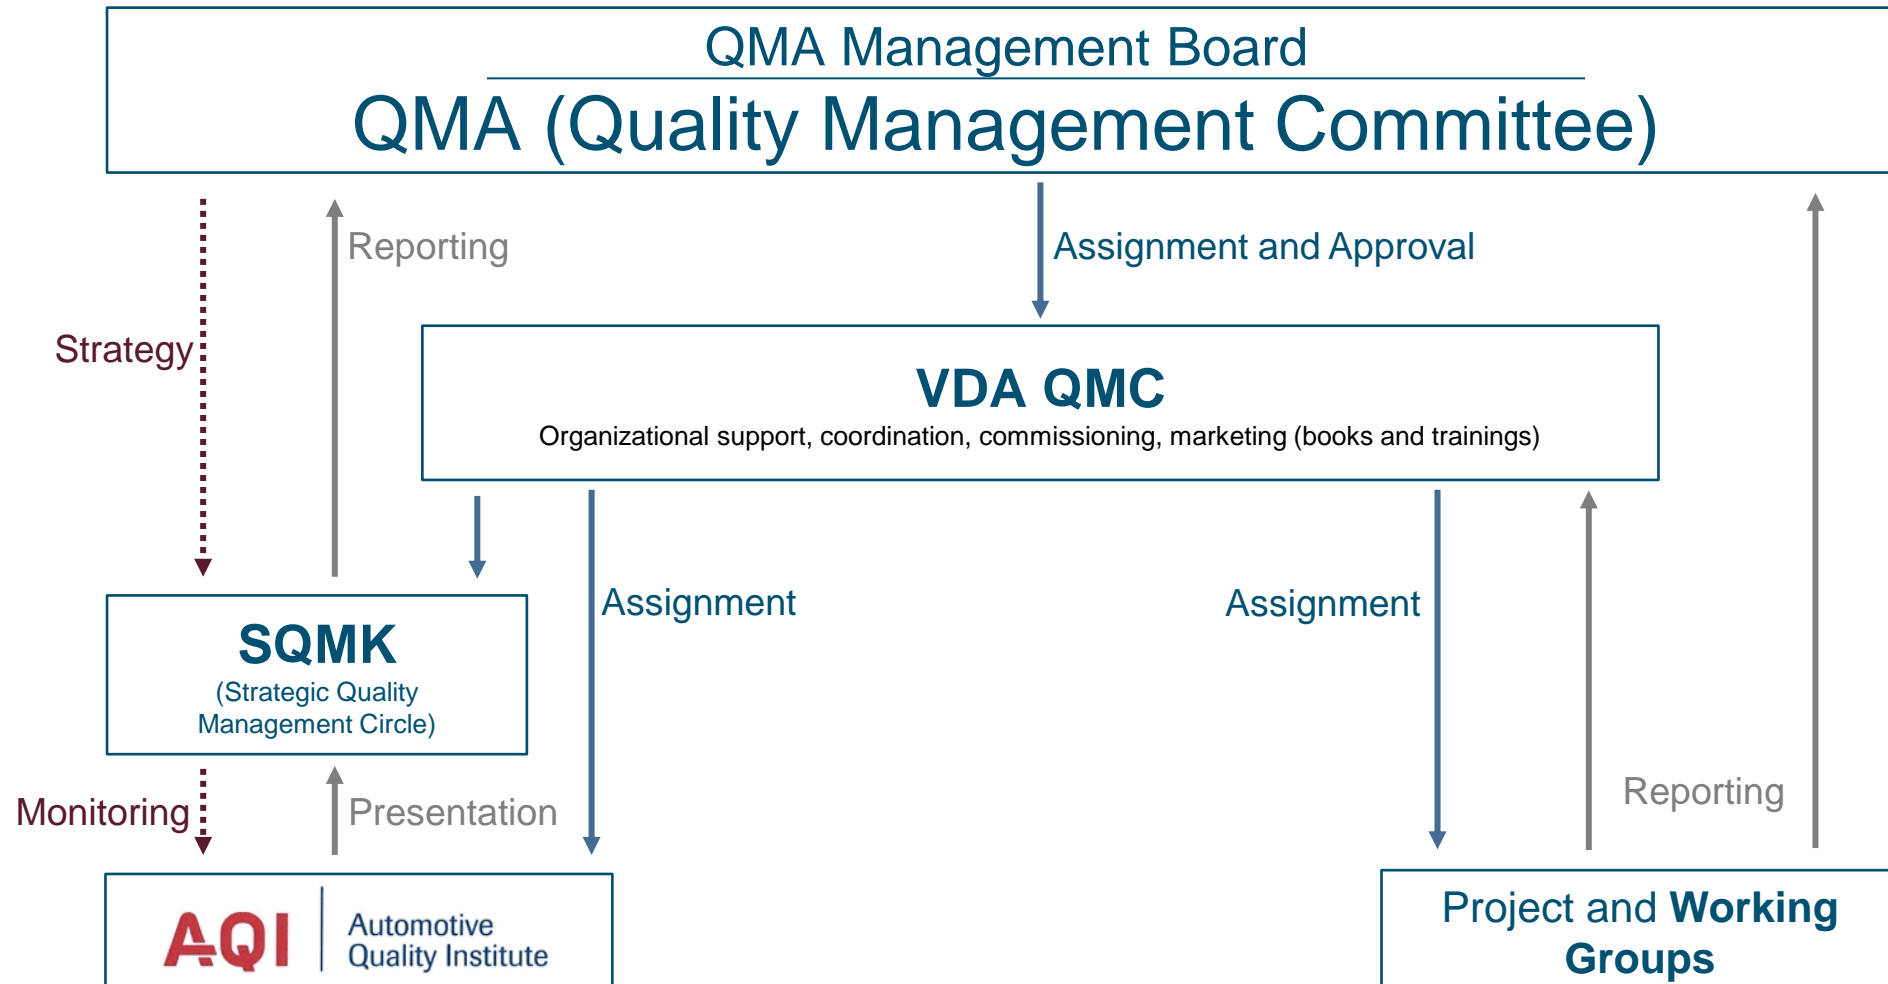 QMA Management Board
QMA (Quality Management Committee)
Reporting
Assignment and Approval
Strategy
VDA QMC
Organizational support, coordination, commissioning, marketing (books and trainings)
Assignment
Assignment
SQMK
(Strategic Quality
Management Circle)
Monitoring
Presentation
Reporting
AQI
Automotive
Quality Institute
Project and Working
Groups